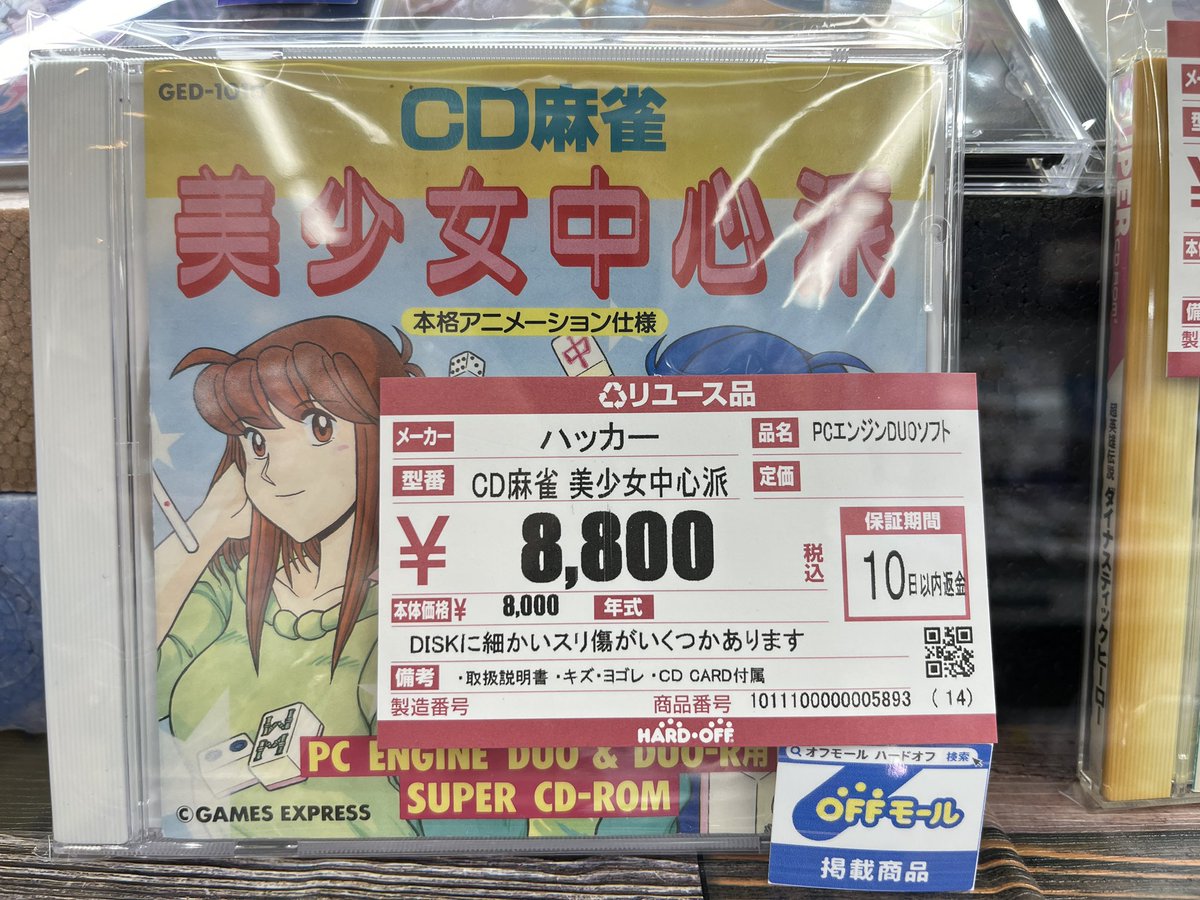 CD麻雀
美少女中心派
本格アニメーション仕様
中
リユース品
メーカー ハッカー
品名 PCエンジンDUOソフト
型番 CD麻雀 美少女中心派
定価
¥ 8,800 税込
保証期間
10日以内返金
本体価格¥ 8,000 年式
DISKに細かいスリ傷がいくつかあります
備考 ・取扱説明書・キズ・ヨゴレ・CD CARD付属
製造番号 商品番号 1011100000005893 (14)
HARD・OFF
PC ENGINE DUO & DUO-R用
SUPER CD-ROM
©GAMES EXPRESS
オフモール ハードオフ 検索
OFFモール
掲載商品
SUPER
超英雄伝説 ダイナスティックヒーロー